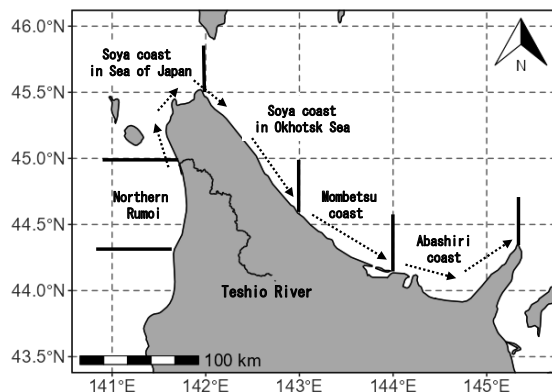 46.0°N
45.5°N
45.0°N
44.5°N
44.0°N
43.5°N
Soya coast
in Sea of Japan
N
Soya coast
in Okhotsk Sea
Northern
Rumoi
Mombetsu
coast
Abashiri
coast
Teshio River
100 km
141°E
142°E
143°E
144°E
145°E